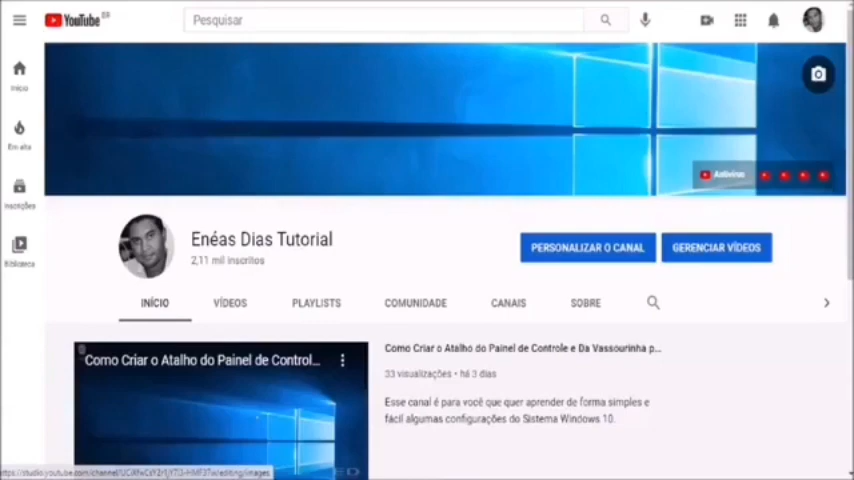 YouTube BR
Pesquisar
Início
Em alta
Inscrições
Biblioteca
Antivirus
Enéas Dias Tutorial
2,11 mil inscritos
PERSONALIZAR O CANAL
GERENCIAR VÍDEOS
INÍCIO VÍDEOS PLAYLISTS COMUNIDADE CANAIS SOBRE
Como Criar o Atalho do Painel de Control...
Como Criar o Atalho do Painel de Controle e Da Vassourinha p...
33 visualizações • há 3 dias
Esse canal é para você que quer aprender de forma simples e
fácil algumas configurações do Sistema Windows 10.
ED